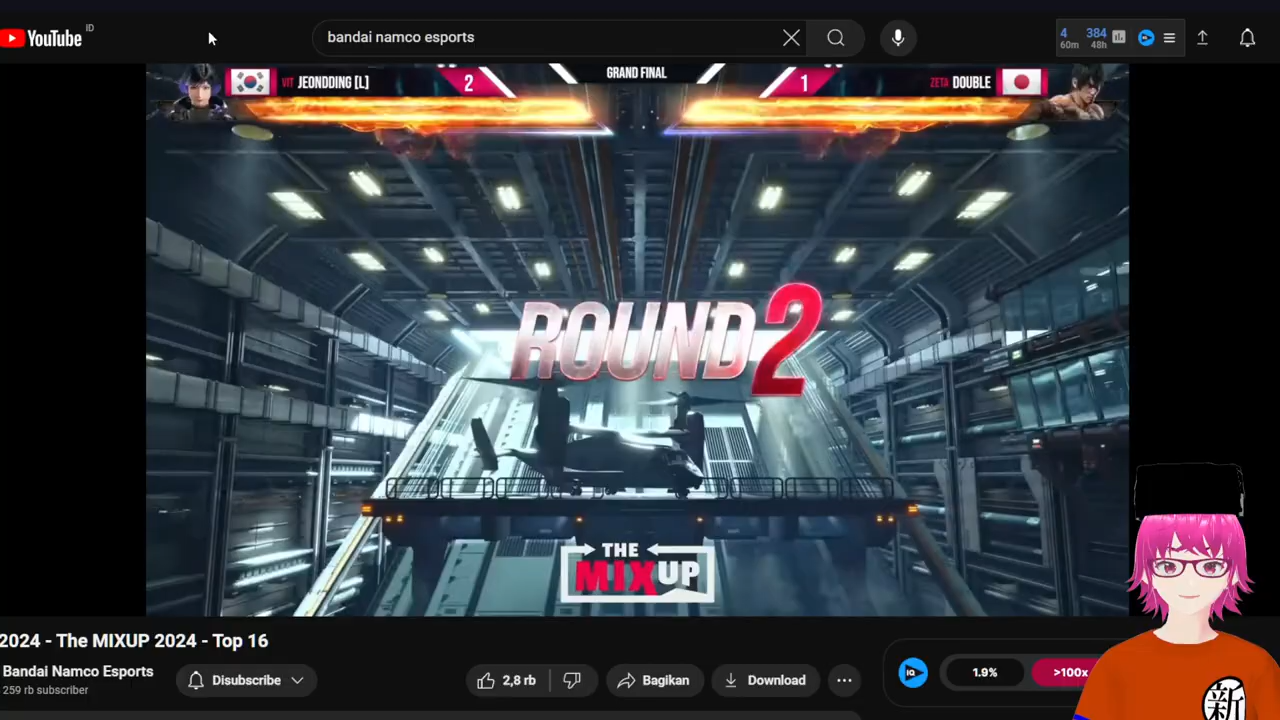 YouTube ID
bandai namco esports
4 384
60m 48h
VIT JEONDDING [L] 2 GRAND FINAL 1 ZETA DOUBLE
ROUND 2
THE
MIXUP
2024 - The MIXUP 2024 - Top 16
Bandai Namco Esports
259 rb subscriber
Disubscribe
2,8 rb
Bagikan
Download
...
IQ
1.9%
>100x
新